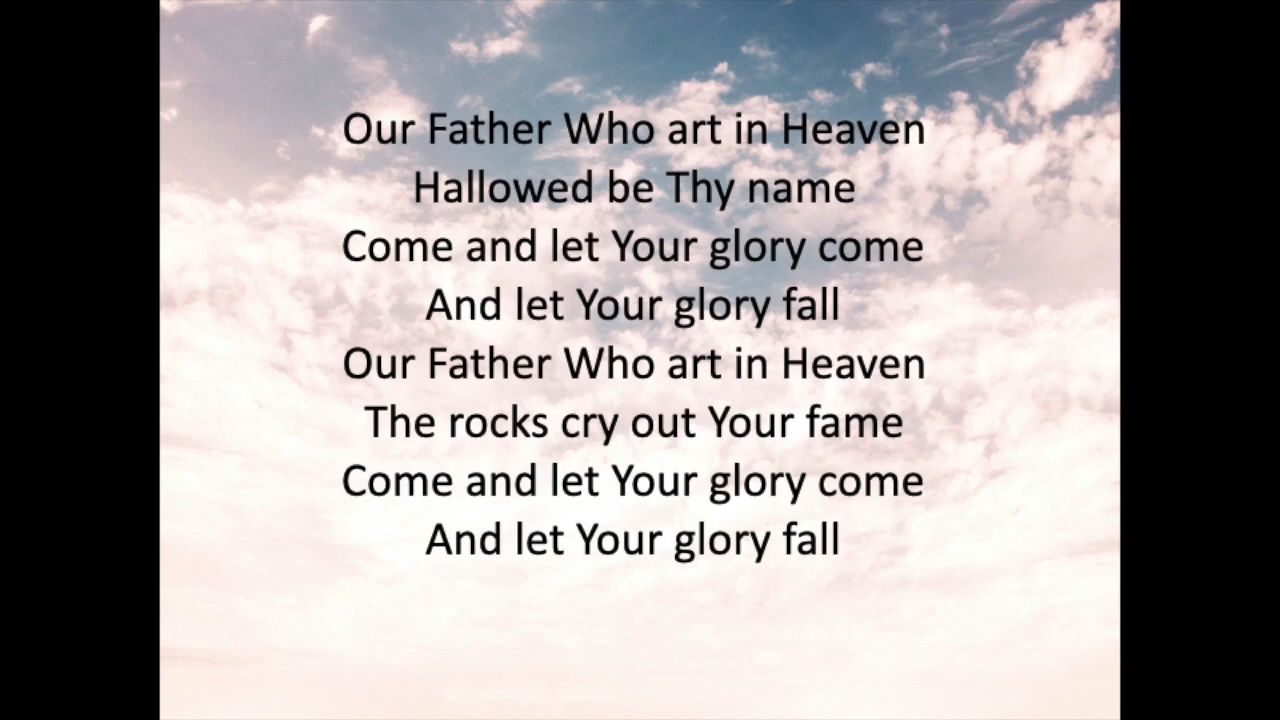 Our Father Who art in Heaven
Hallowed be Thy name
Come and let Your glory come
And let Your glory fall
Our Father Who art in Heaven
The rocks cry out Your fame
Come and let Your glory come
And let Your glory fall